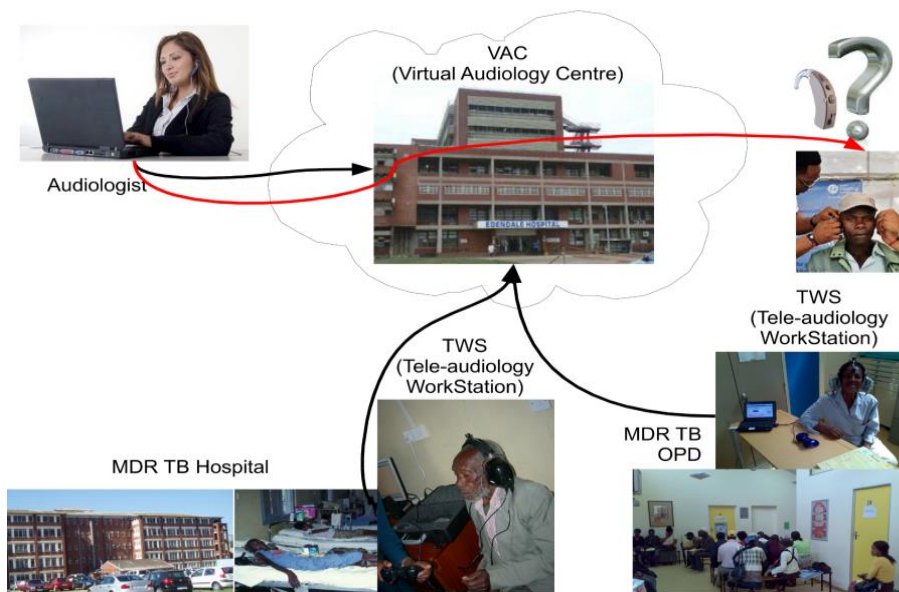 VAC
(Virtual Audiology Centre)
Audiologist
EDENDALE HOSPITAL
TWS
(Tele-audiology
WorkStation)
TWS
(Tele-audiology
WorkStation)
MDR TB
OPD
MDR TB Hospital